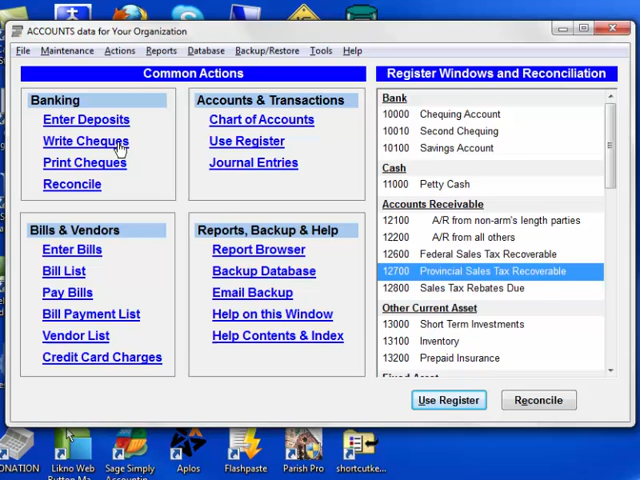 ACCOUNTS data for Your Organization
File Maintenance Actions Reports Database Backup/Restore Tools Help
Common Actions
Banking
Enter Deposits
Write Cheques
Print Cheques
Reconcile
Accounts & Transactions
Chart of Accounts
Use Register
Journal Entries
Bills & Vendors
Enter Bills
Bill List
Pay Bills
Bill Payment List
Vendor List
Credit Card Charges
Reports, Backup & Help
Report Browser
Backup Database
Email Backup
Help on this Window
Help Contents & Index
Register Windows and Reconciliation
Bank
10000 Chequing Account
10010 Second Chequing
10100 Savings Account
Cash
11000 Petty Cash
Accounts Receivable
12100 A/R from non-arm's length parties
12200 A/R from all others
12600 Federal Sales Tax Recoverable
12700 Provincial Sales Tax Recoverable
12800 Sales Tax Rebates Due
Other Current Asset
13000 Short Term Investments
13100 Inventory
13200 Prepaid Insurance
Use Register Reconcile
Likno Web Button Ma...
Sage Simply Accountin...
Aplos
Flashpaste
Parish Pro
shortcutke...